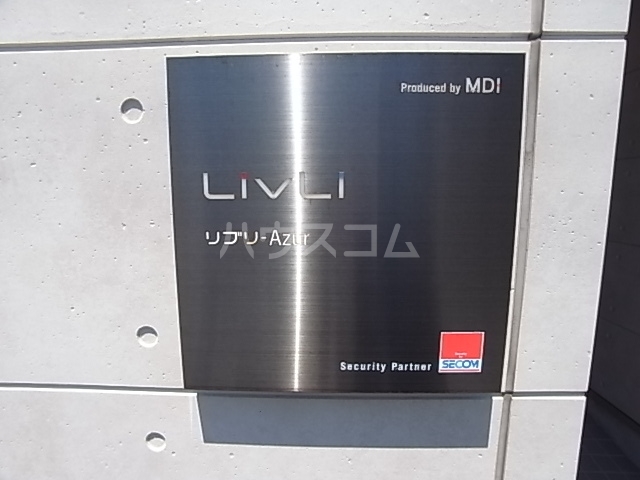 Produced by MDI
LivLi
リブリ-Azur
ハウスコム
Security Partner
SECOM